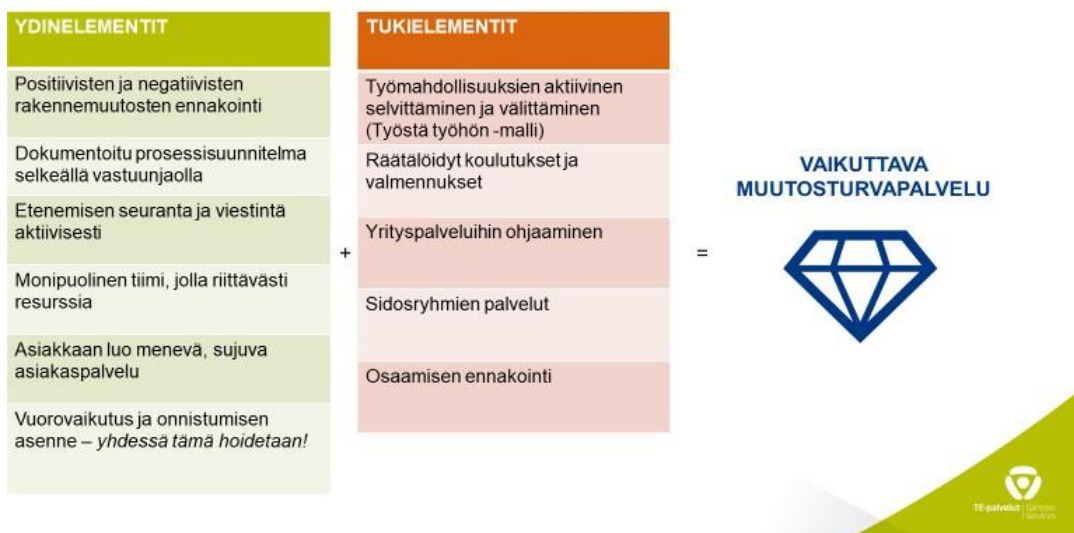 YDINELEMENTIT
Positiivisten ja negatiivisten
rakennemuutosten ennakointi
Dokumentoitu prosessisuunnitelma
selkeällä vastuunjaolla
Etenemisen seuranta ja viestintä
aktiivisesti
Monipuolinen tiimi, jolla riittävästi
resurssia
Asiakkaan luo menevä, sujuva
asiakaspalvelu
Vuorovaikutus ja onnistumisen
asenne – yhdessä tämä hoidetaan!
+
TUKIELEMENTIT
Työmahdollisuuksien aktiivinen
selvittäminen ja välittäminen
(Työstä työhön -malli)
Räätälöidyt koulutukset ja
valmennukset
Yrityspalveluihin ohjaaminen
Sidosryhmien palvelut
Osaamisen ennakointi
=
VAIKUTTAVA
MUUTOSTURVAPALVELU
TE-palvelut